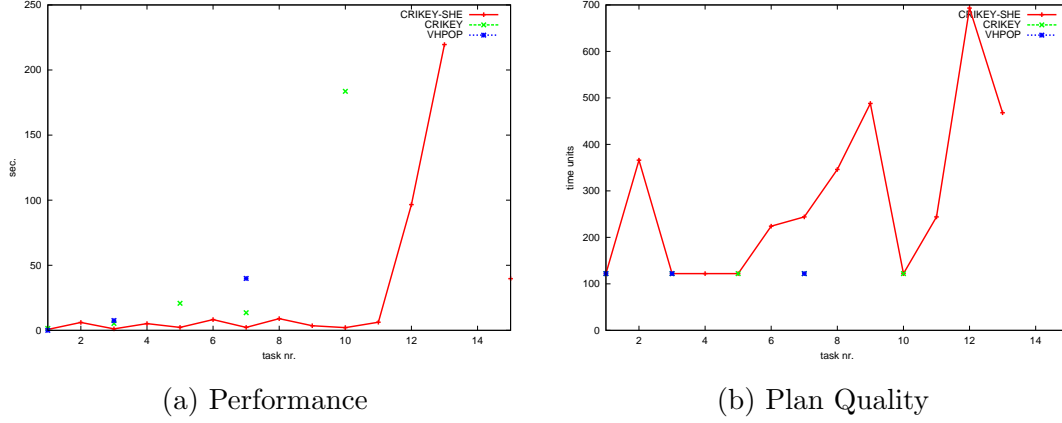 250
200
150
100
50
0
2 4 6 8 10 12 14
sec.
task nr.
CRIKEY-SHE
CRIKEY
VHPOP
(a) Performance
700
600
500
400
300
200
100
0
2 4 6 8 10 12 14
time units
task nr.
CRIKEY-SHE
CRIKEY
VHPOP
(b) Plan Quality